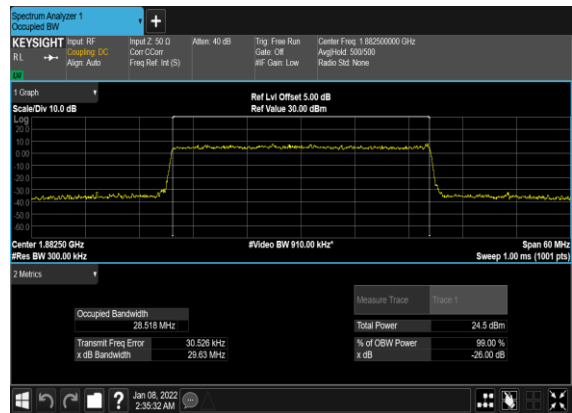 Spectrum Analyzer 1
Occupied BW
+
KEYSIGHT Input: RF Input Z: 50 Ω Atten: 40 dB Trig: Free Run Center Freq: 1.882500000 GHz
RL Coupling: DC Corr CCorr Gate: Off Avg|Hold: 500/500
Align: Auto Freq Ref: Int (S) #IF Gain: Low Radio Std: None
1 Graph Ref Lvl Offset 5.00 dB
Scale/Div 10.0 dB Ref Value 30.00 dBm
Log
20.0
10.0
0.00
-10.0
-20.0
-30.0
-40.0
-50.0
-60.0
Center 1.88250 GHz #Video BW 910.00 kHz* Span 60 MHz
#Res BW 300.00 kHz Sweep 1.00 ms (1001 pts)
2 Metrics
Measure Trace Trace 1
Occupied Bandwidth
28.518 MHz Total Power 24.5 dBm
Transmit Freq Error 30.526 kHz % of OBW Power 99.00 %
x dB Bandwidth 29.63 MHz x dB -26.00 dB
? Jan 08, 2022
2:35:32 AM